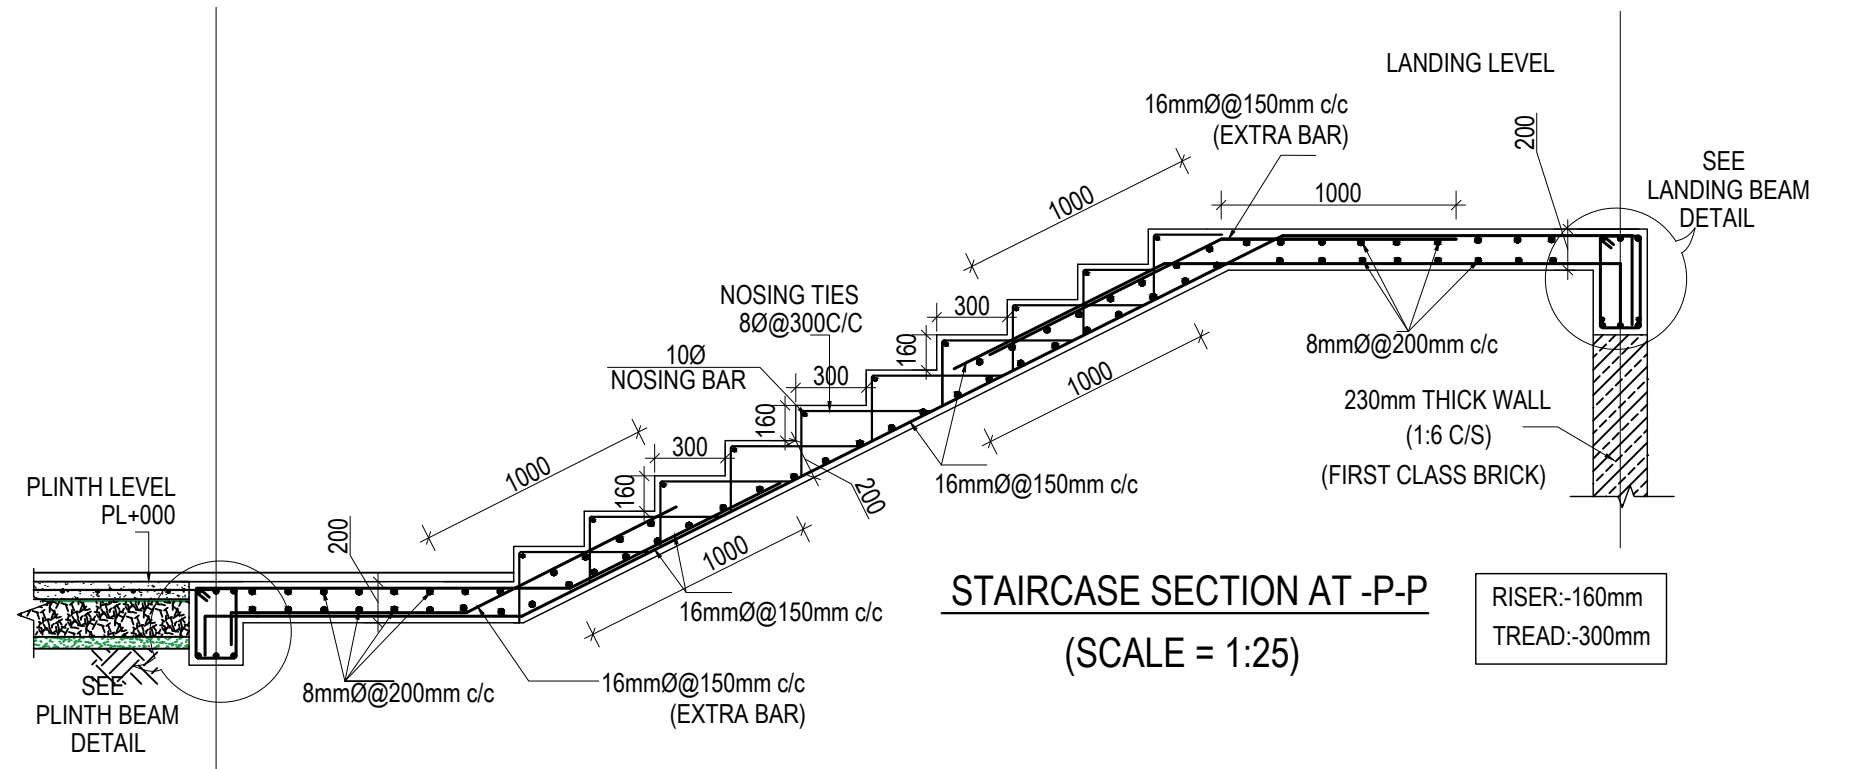 LANDING LEVEL
16mmØ@150mm c/c
(EXTRA BAR)
200
SEE
LANDING BEAM
DETAIL
1000
1000
NOSING TIES
8Ø@300C/C
300
10Ø
NOSING BAR
160
300
1000
8mmØ@200mm c/c
160
230mm THICK WALL
(1:6 C/S)
(FIRST CLASS BRICK)
300
1000
160
200
16mmØ@150mm c/c
PLINTH LEVEL
PL+000
200
1000
16mmØ@150mm c/c
STAIRCASE SECTION AT -P-P
(SCALE = 1:25)
RISER:-160mm
TREAD:-300mm
SEE
PLINTH BEAM
DETAIL
8mmØ@200mm c/c
16mmØ@150mm c/c
(EXTRA BAR)